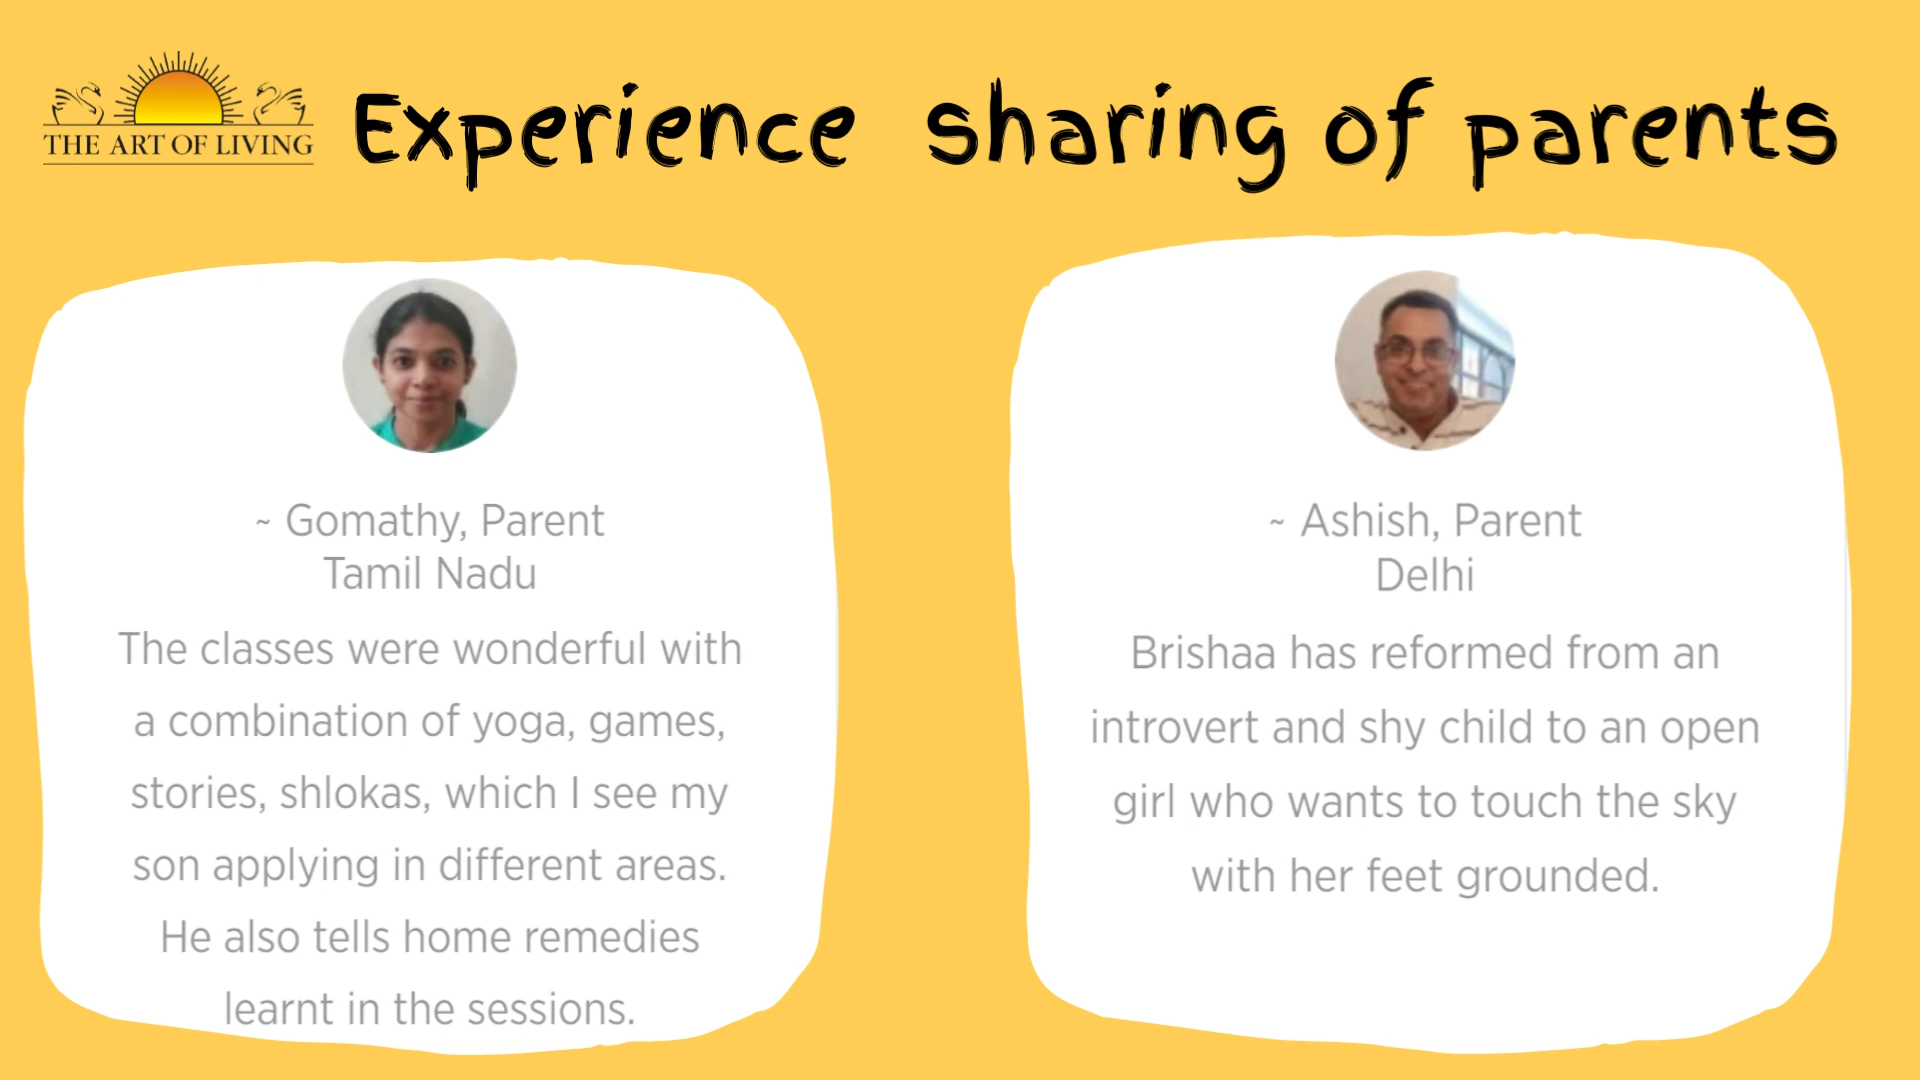 THE ART OF LIVING
Experience sharing of parents
~ Gomathy, Parent
Tamil Nadu
The classes were wonderful with
a combination of yoga, games,
stories, shlokas, which I see my
son applying in different areas.
He also tells home remedies
learnt in the sessions.
~ Ashish, Parent
Delhi
Brishaa has reformed from an
introvert and shy child to an open
girl who wants to touch the sky
with her feet grounded.